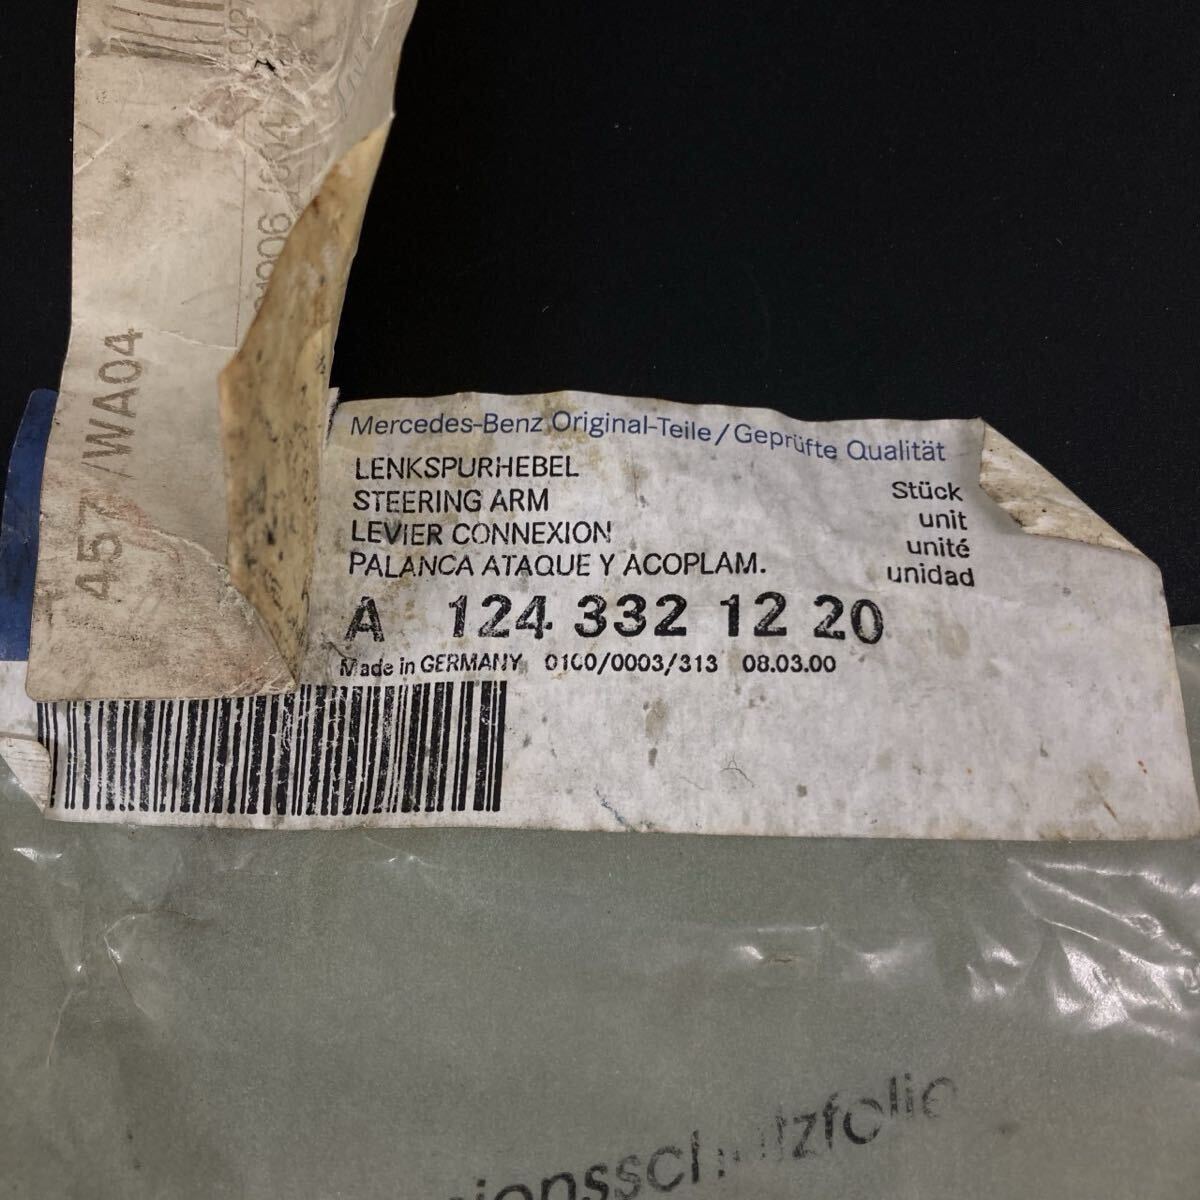 457/WA04
Mercedes-Benz Original-Teile/Geprüfte Qualität
LENKSPURHEBEL
STEERING ARM
LEVIER CONNEXION
PALANCA ATAQUE Y ACOPLAM.
Stück
unit
unité
unidad
A 124 332 12 20
Made in GERMANY 0100/0003/313 08.03.00